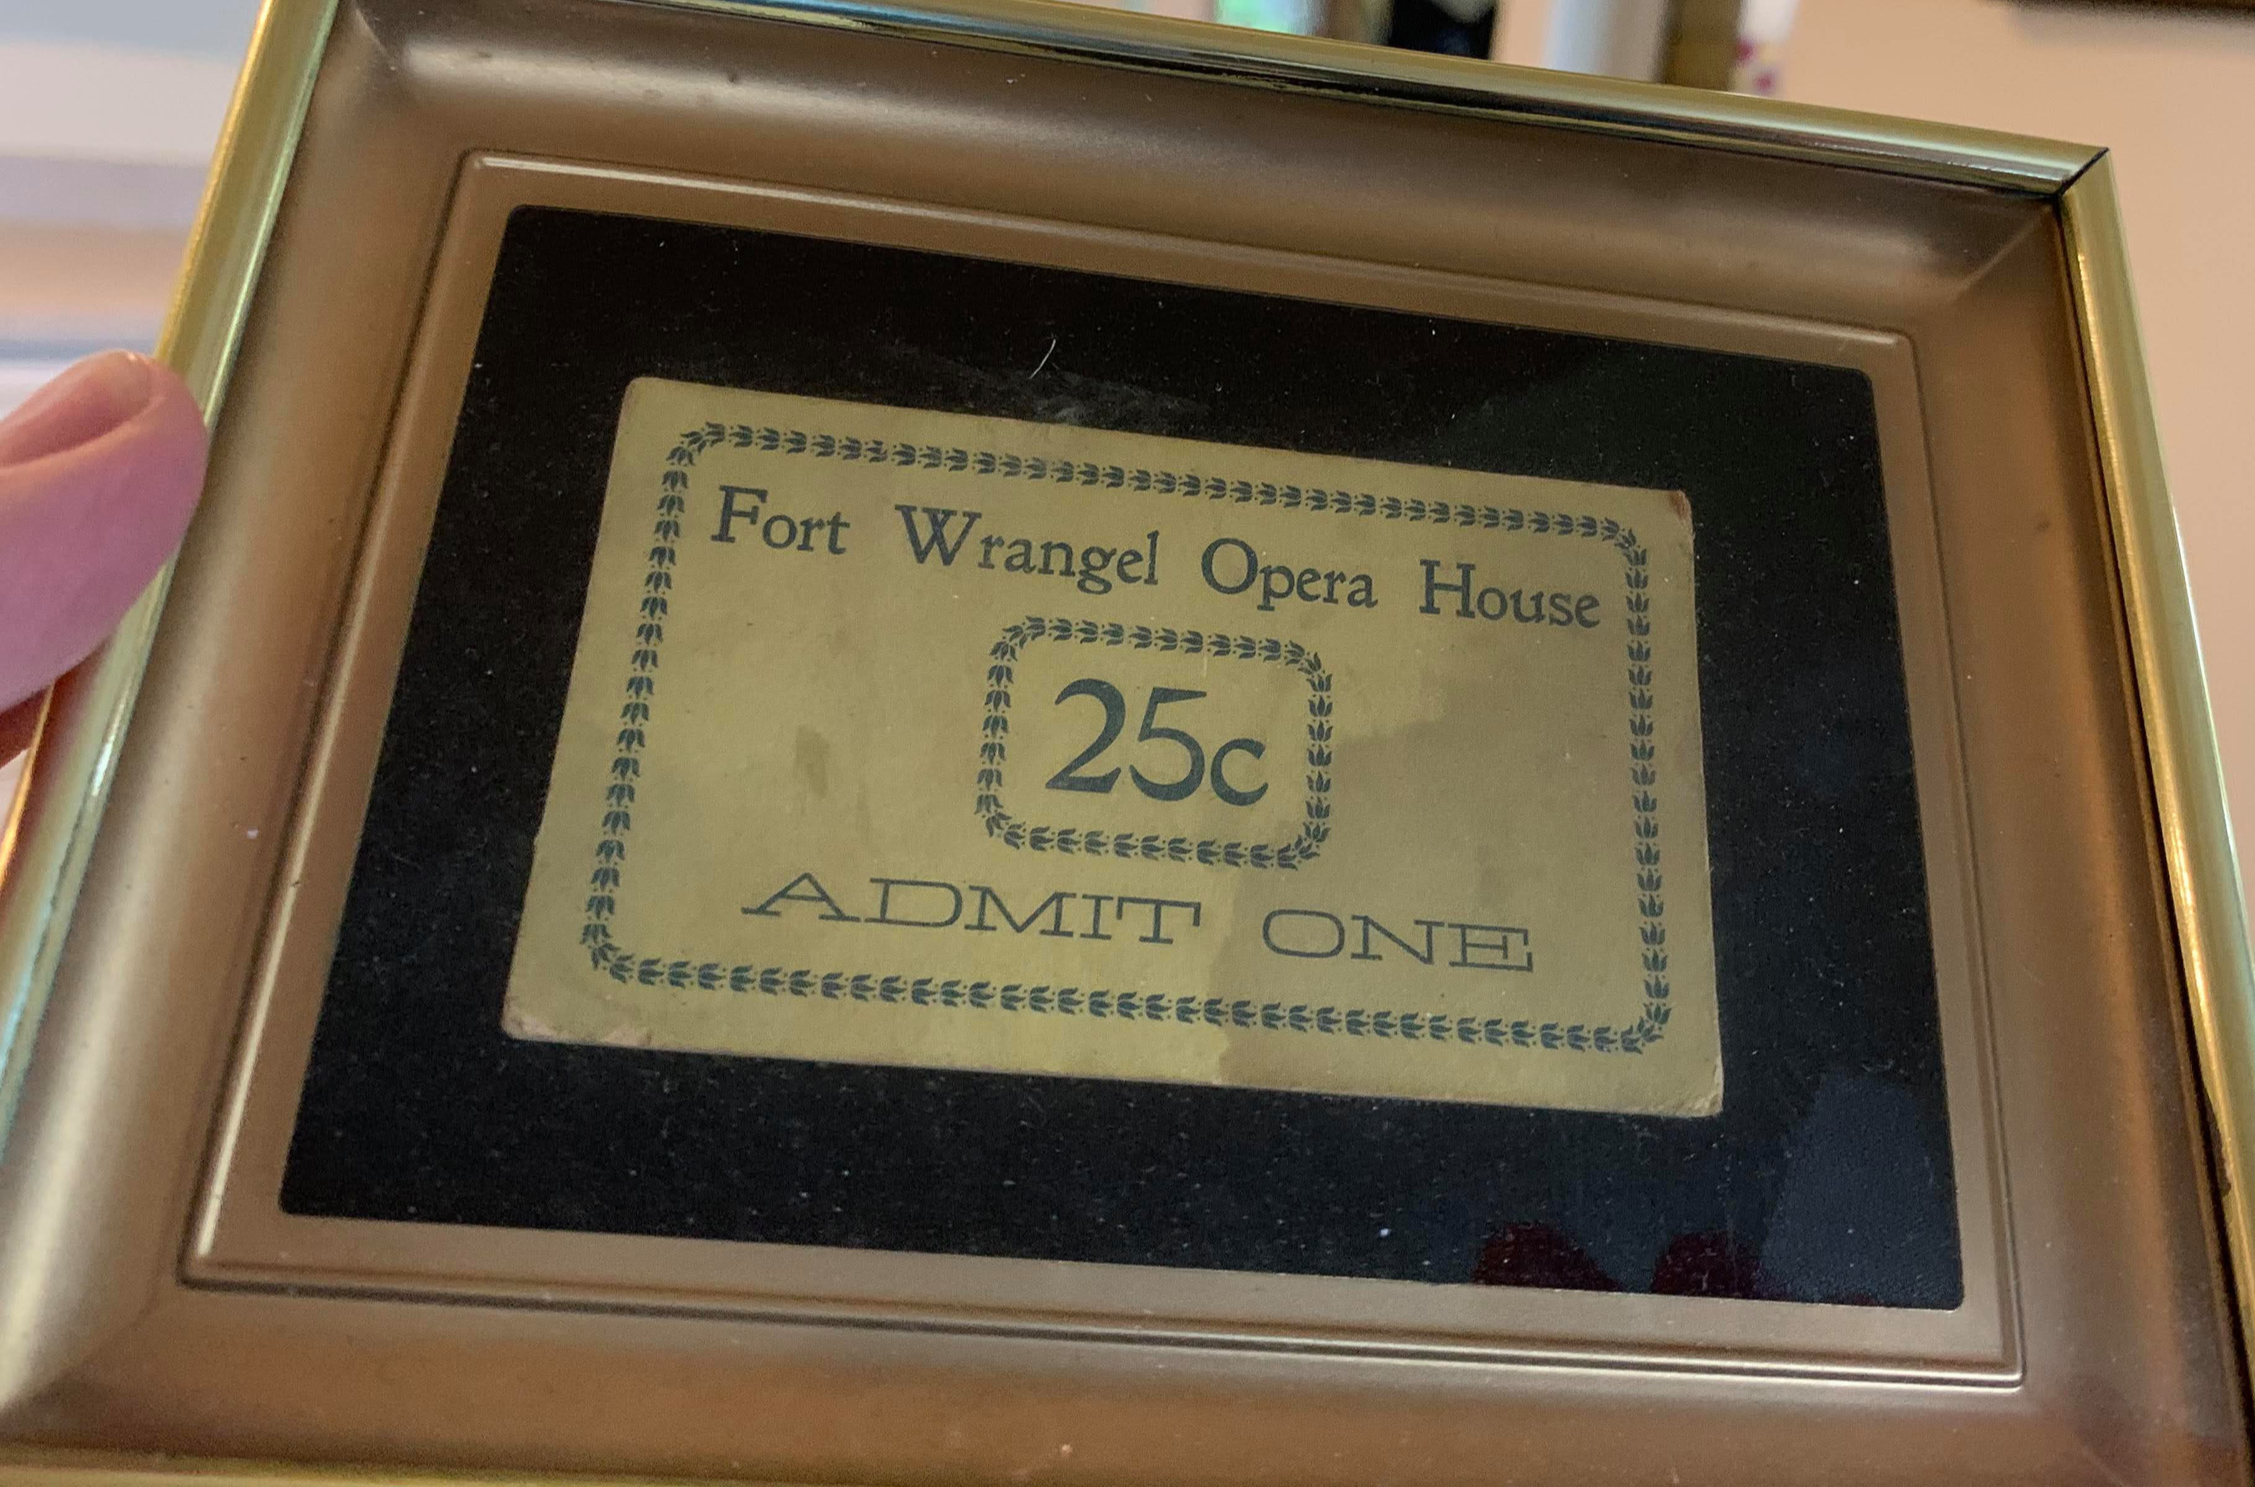 Fort Wrangel Opera House
25c
ADMIT ONE